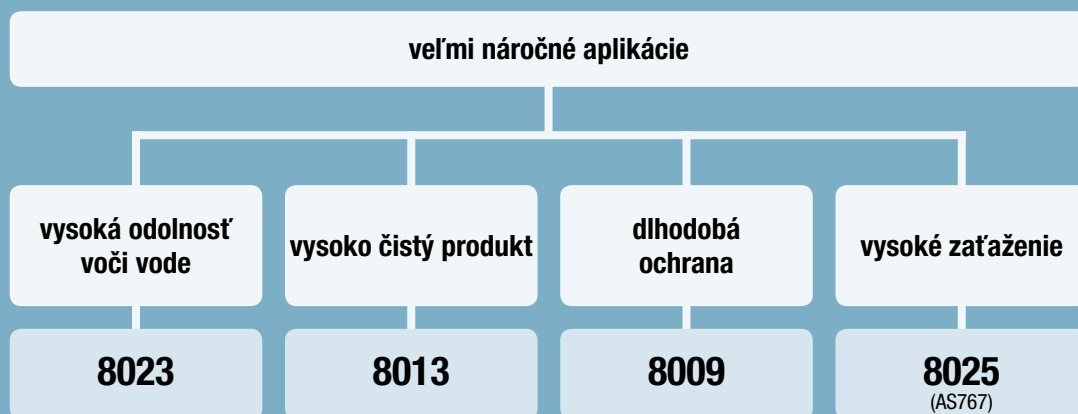 veľmi náročné aplikácie
vysoká odolnosť
voči vode
vysoko čistý produkt
dlhodobá
ochrana
vysoké zaťaženie
8023
8013
8009
8025
(AS767)